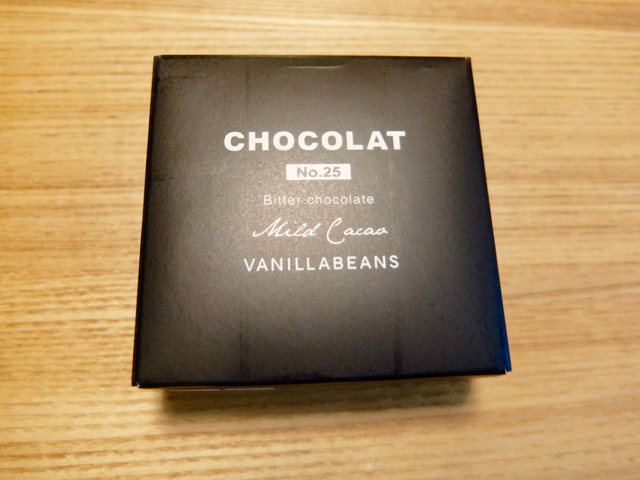 CHOCOLAT
No.25
Bitter chocolate
Mild Cacao
VANILLABEANS